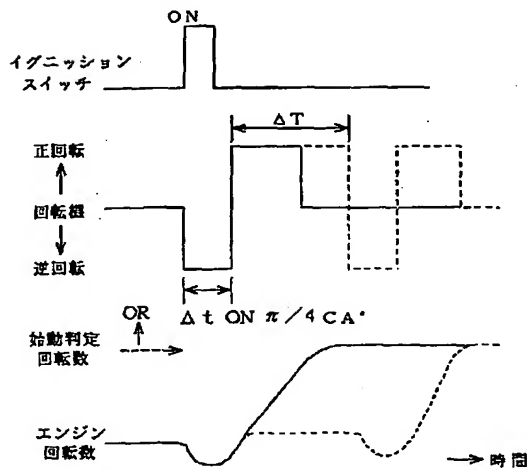 ON
イグニッション
スイッチ
ΔT
正回転
回転機
逆回転
Δt ON π/4 CA°
OR
始動判定
回転数
エンジン
回転数
時間